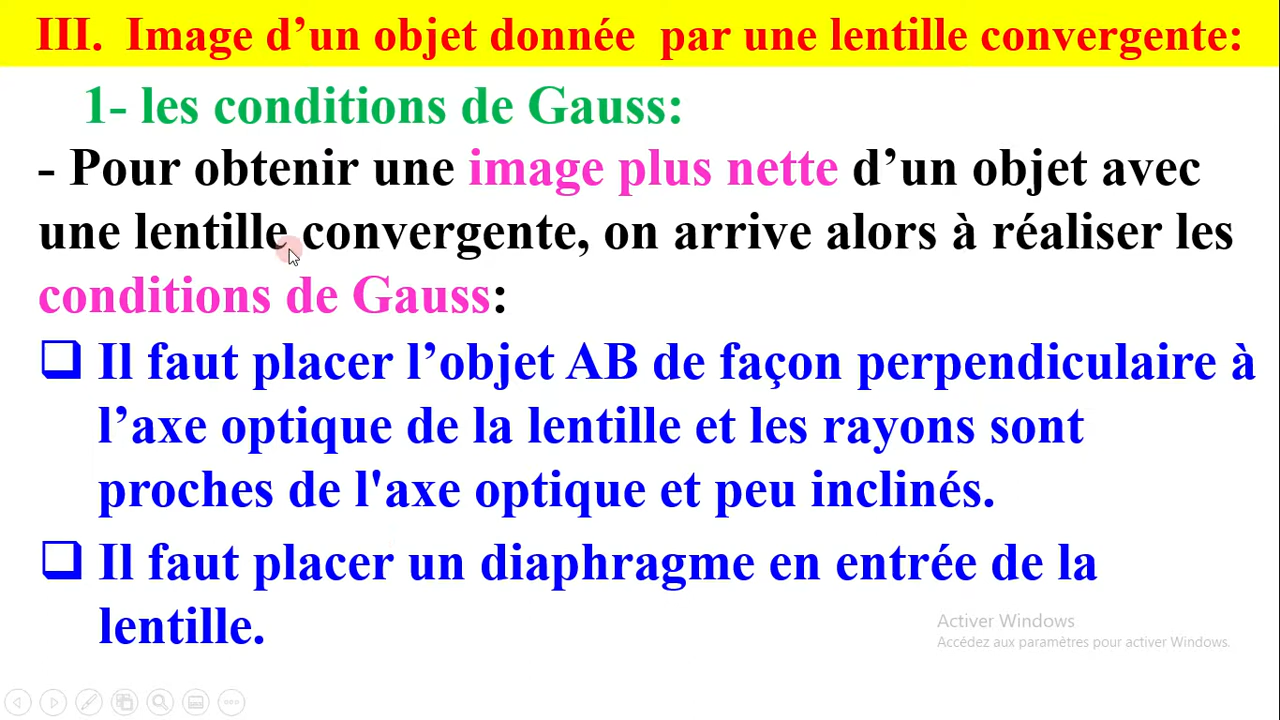 III. Image d’un objet donnée par une lentille convergente:
1- les conditions de Gauss:
- Pour obtenir une image plus nette d’un objet avec
une lentille convergente, on arrive alors à réaliser les
conditions de Gauss:
❑ Il faut placer l’objet AB de façon perpendiculaire à
l’axe optique de la lentille et les rayons sont
proches de l'axe optique et peu inclinés.
❑ Il faut placer un diaphragme en entrée de la
lentille.
Activer Windows
Accédez aux paramètres pour activer Windows.